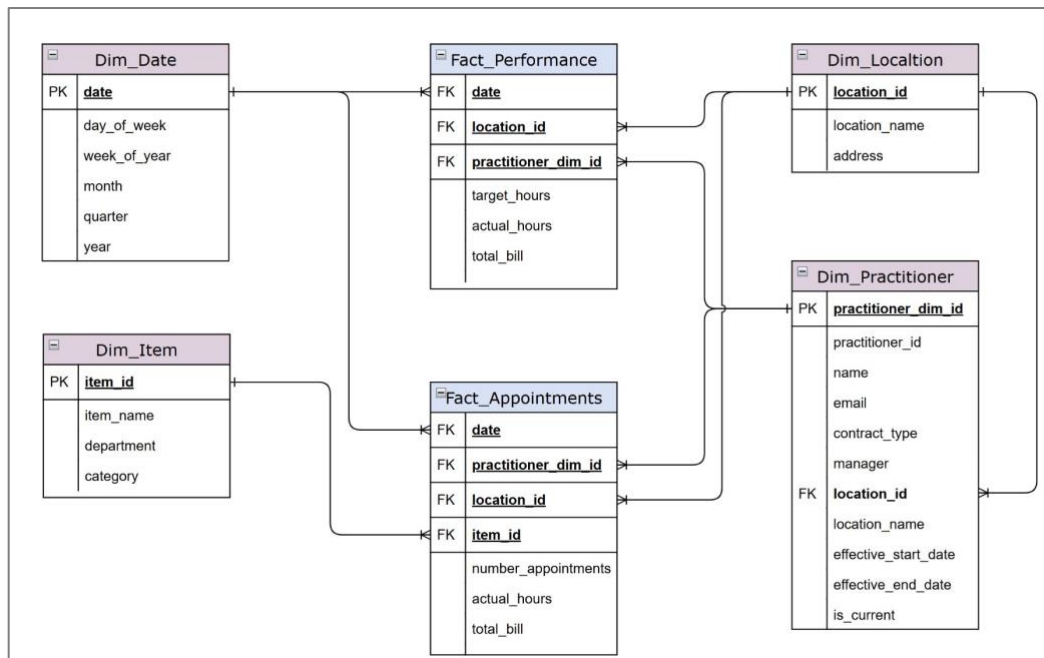 Dim_Date
PK date
day_of_week
week_of_year
month
quarter
year
Fact_Performance
FK date
FK location_id
FK practitioner_dim_id
target_hours
actual_hours
total_bill
Dim_Localtion
PK location_id
location_name
address
Dim_Item
PK item_id
item_name
department
category
Fact_Appointments
FK date
FK practitioner_dim_id
FK location_id
FK item_id
number_appointments
actual_hours
total_bill
Dim_Practitioner
PK practitioner_dim_id
practitioner_id
name
email
contract_type
manager
FK location_id
location_name
effective_start_date
effective_end_date
is_current